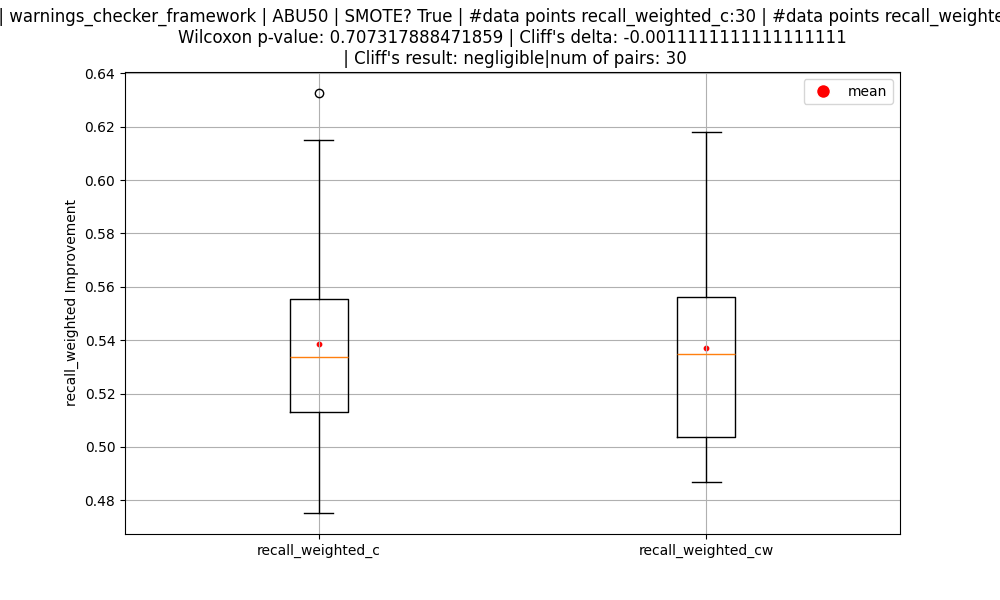 | warnings_checker_framework | ABU50 | SMOTE? True | #data points recall_weighted_c:30 | #data points
Wilcoxon p-value: 0.707317888471859 | Cliff's delta: -0.0011111111111111111
| Cliff's result: negligible|num of pairs: 30
0.64
mean
0.62
0.60
0.58
0.56
0.54
0.52
0.50
0.48
recall_weighted Improvement
recall_weighted_c
recall_weighted_cw